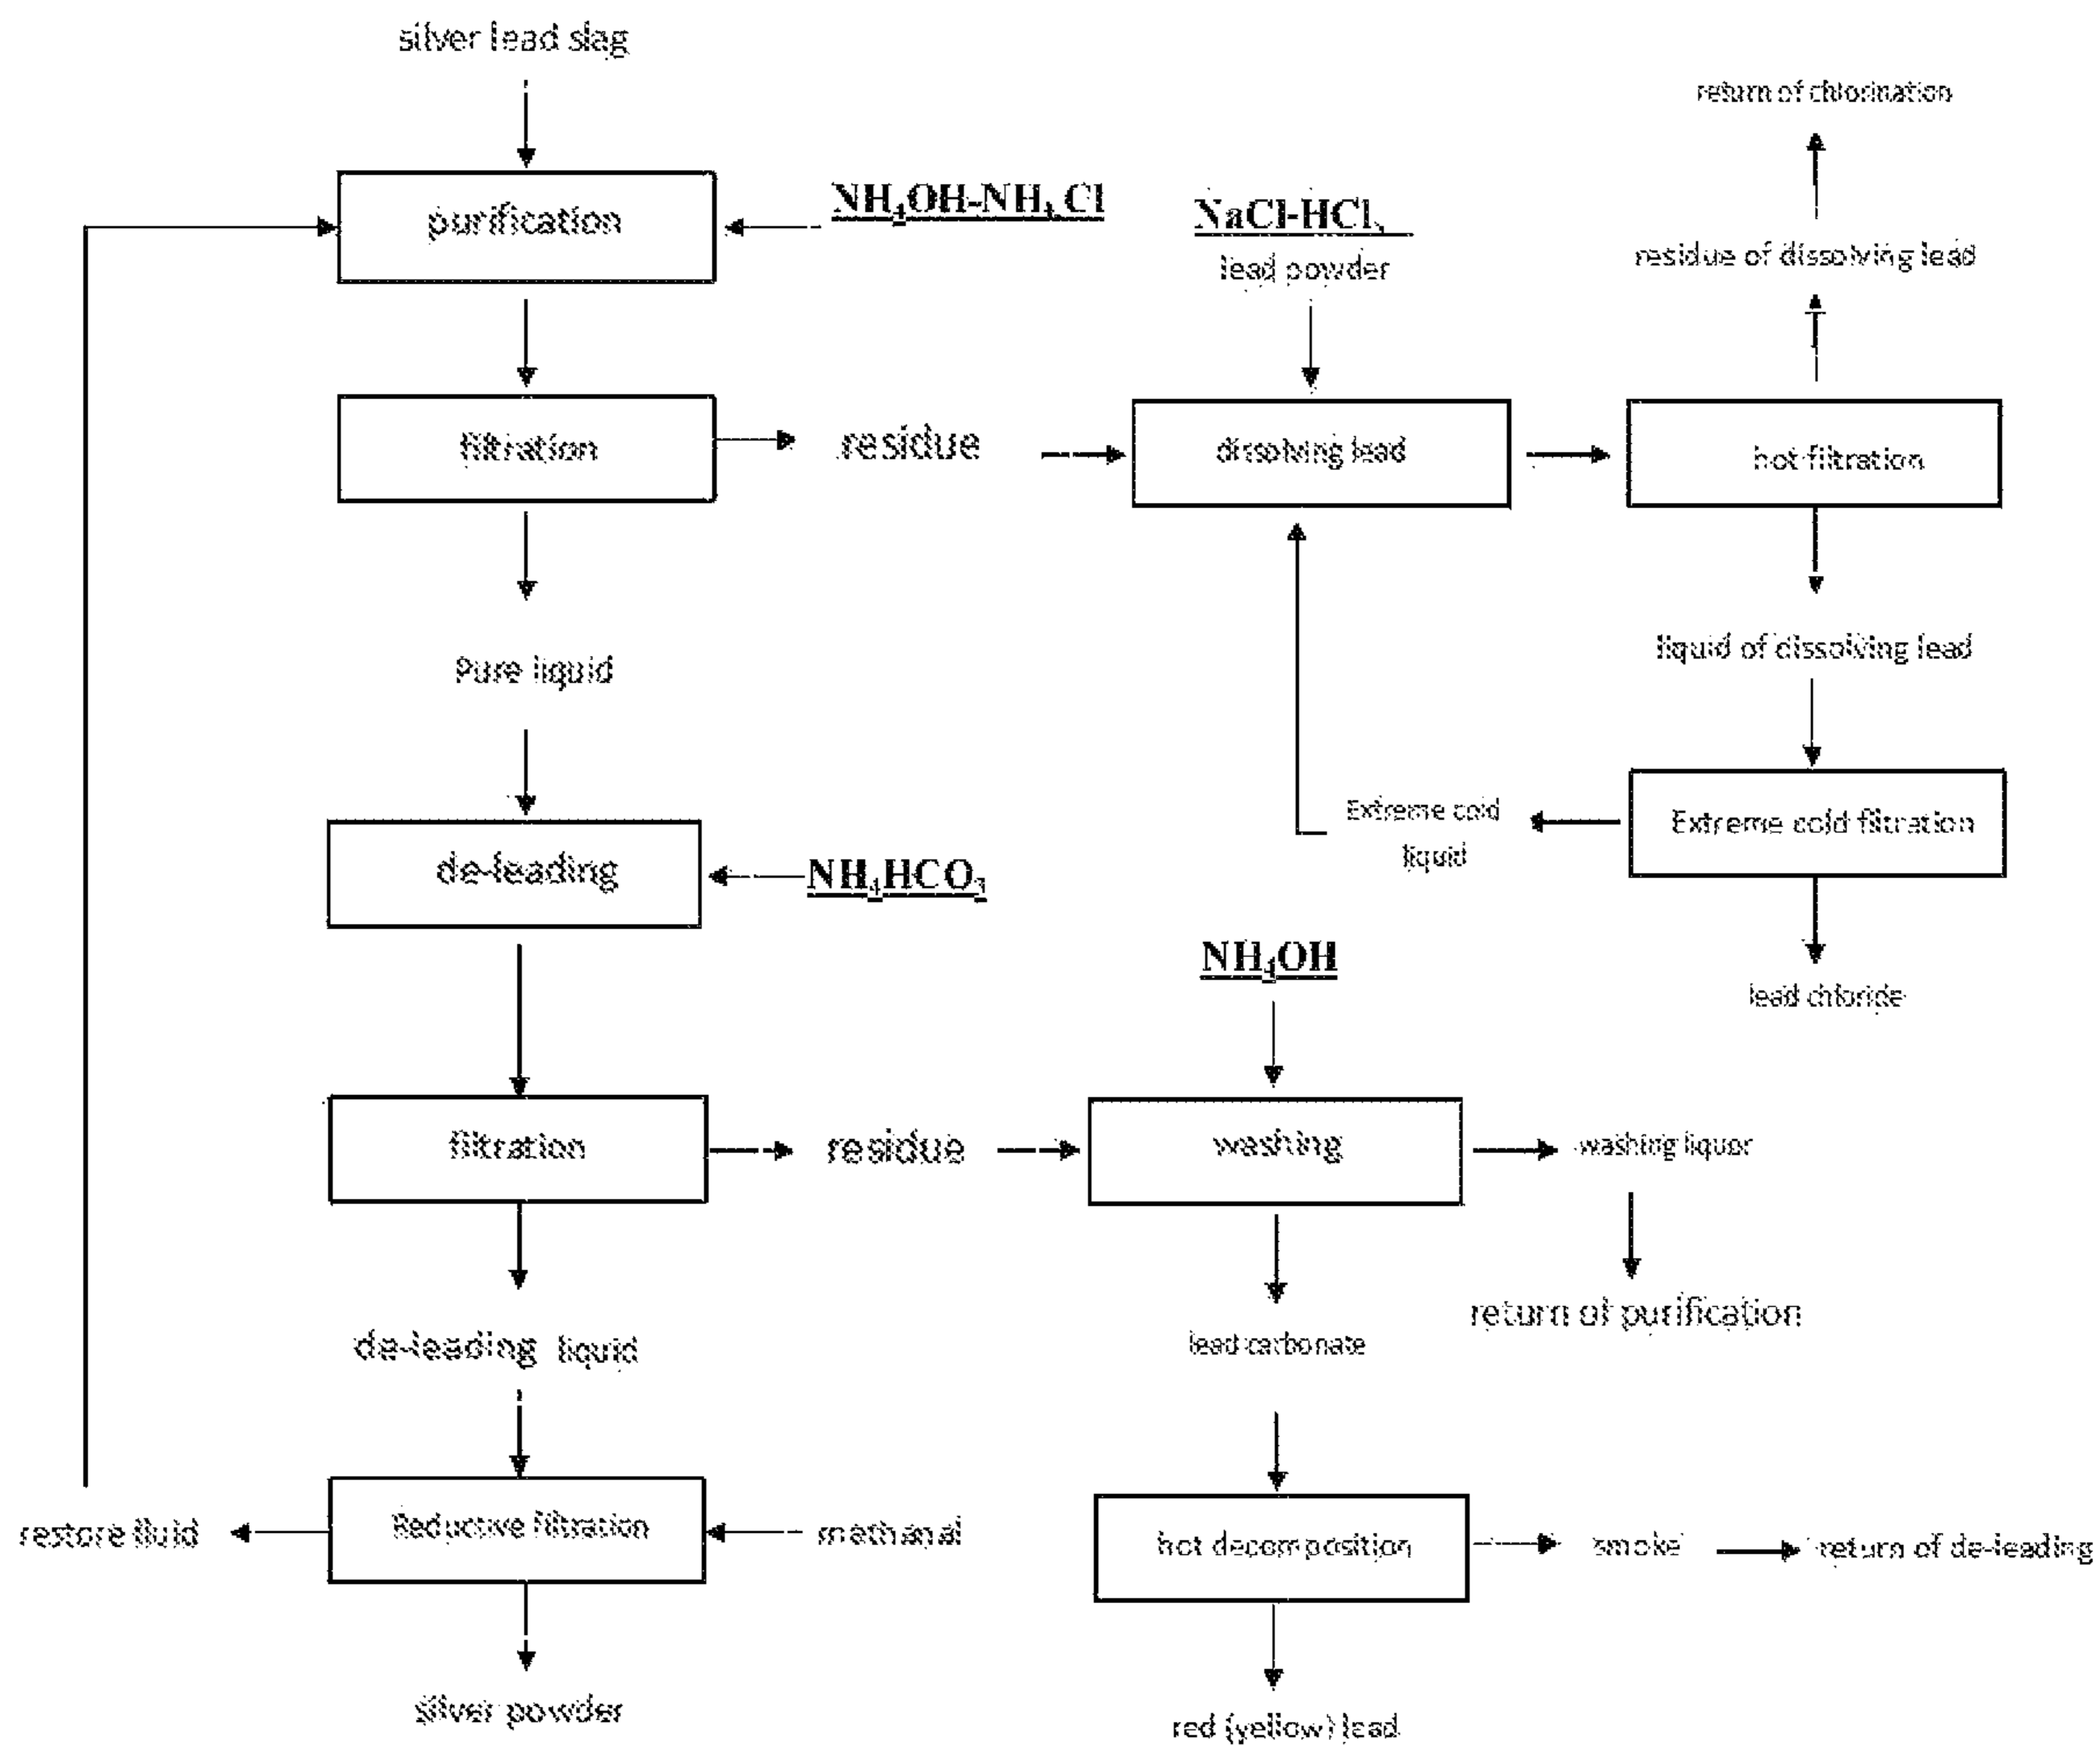 silver lead slag
return of chlorination
purification
NH₄OH-NH₄Cl
NaCl-HCl、
lead powder
residue of dissolving lead
filtration
residue
dissolving lead
hot filtration
Pure liquid
liquid of dissolving lead
de-leading
NH₄HCO₃
Extreme cold
liquid
Extreme cold filtration
NH₄OH
lead chloride
filtration
residue
washing
washing liquor
return of purification
de-leading liquid
lead carbonate
restore fluid
Reductive filtration
methanal
hot decomposition
smoke
return of de-leading
silver powder
red (yellow) lead